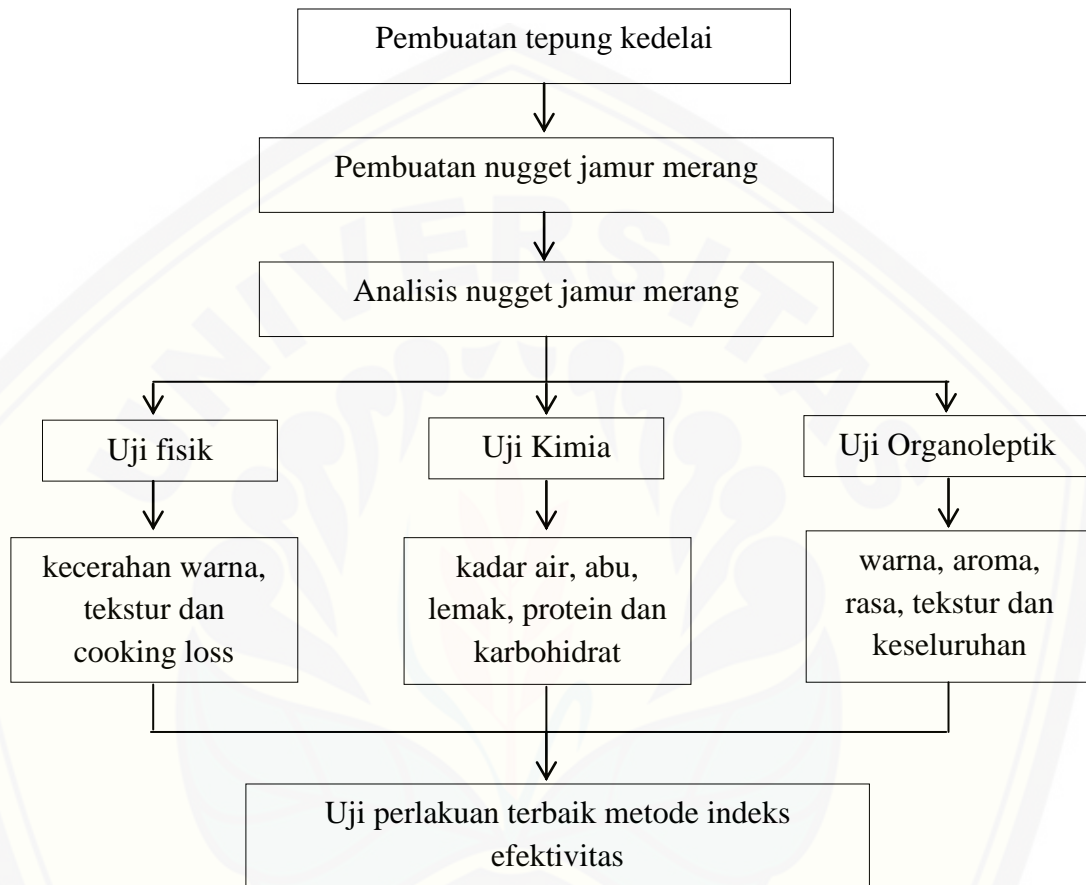 Pembuatan tepung kedelai
Pembuatan nugget jamur merang
Analisis nugget jamur merang
UNIVERSITAS
Uji fisik
Uji Kimia
Uji Organoleptik
kecerahan warna,
tekstur dan
cooking loss
kadar air, abu,
lemak, protein dan
karbohidrat
warna, aroma,
rasa, tekstur dan
keseluruhan
Uji perlakuan terbaik metode indeks
efektivitas